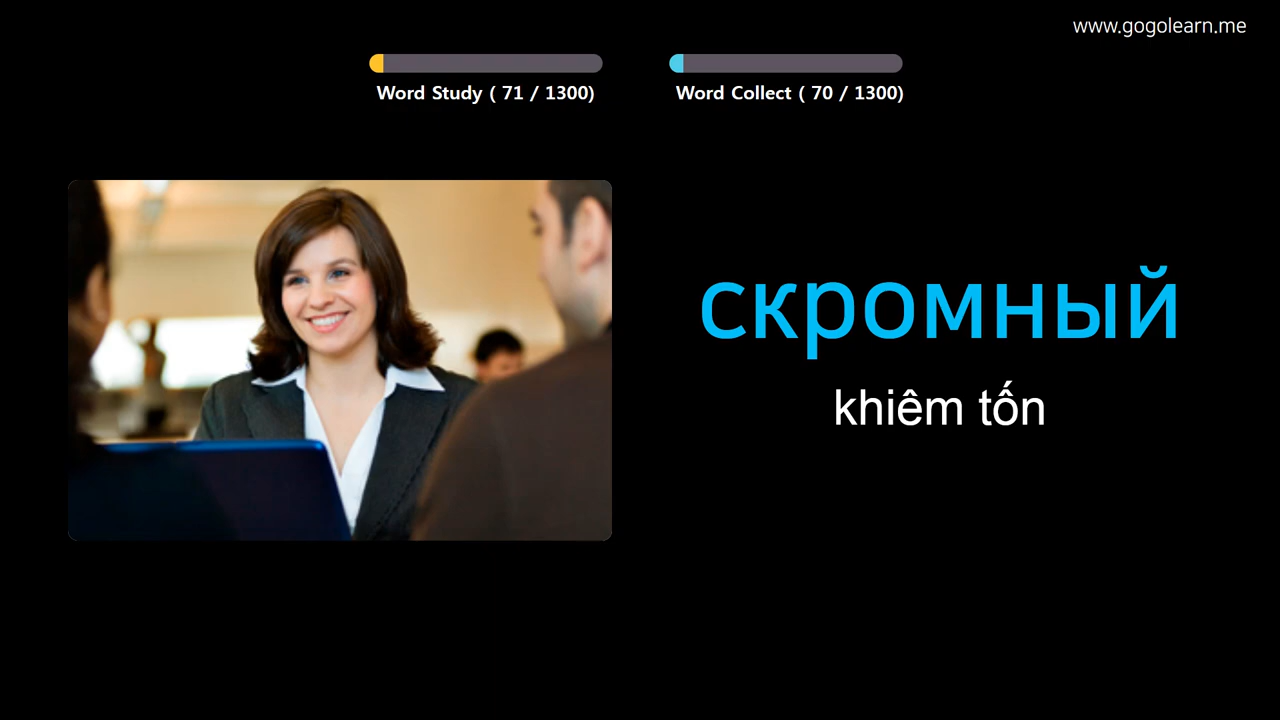 www.gogolearn.me
Word Study ( 71 / 1300)
Word Collect ( 70 / 1300)
скромный
khiêm tốn